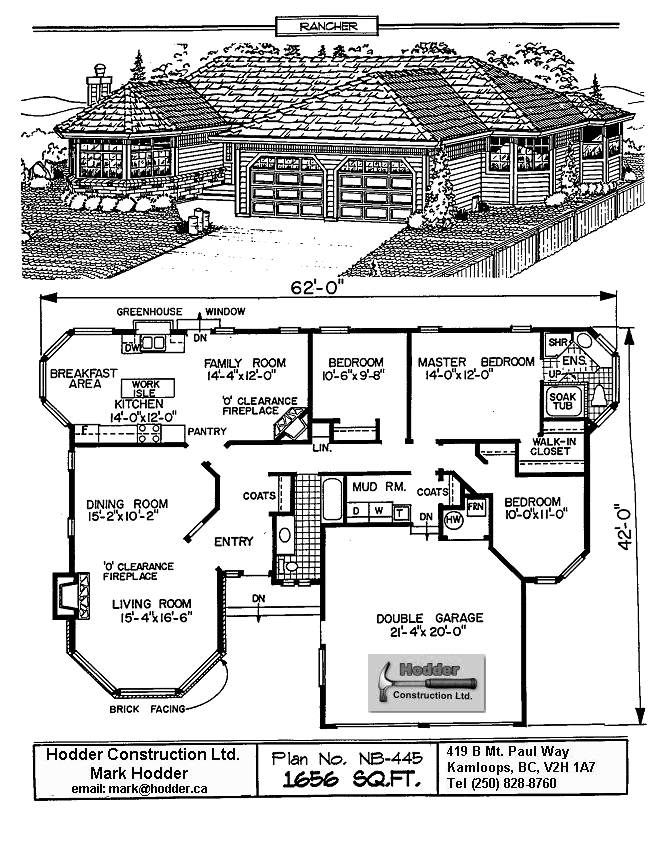 RANCHER
62'-0"
GREENHOUSE WINDOW
DN
DW
BREAKFAST
AREA
WORK
ISLE
KITCHEN
14'-0"x12'-0"
FAMILY ROOM
14'-4"x12'-0"
'O' CLEARANCE
FIREPLACE
BEDROOM
10'-6"x9'-8"
MASTER BEDROOM
14'-0"x12'-0"
SHR
ENS.
UP
SOAK
TUB
F
PANTRY
LIN.
WALK-IN
CLOSET
DINING ROOM
15'-2"x10'-2"
COATS
MUD RM.
COATS
D W T
DN
FRN
HW
BEDROOM
10'-0"x11'-0"
42'-0"
ENTRY
'O' CLEARANCE
FIREPLACE
LIVING ROOM
15'-4"x16'-6"
DN
DOUBLE GARAGE
21'-4"x20'-0"
Hodder
Construction Ltd.
BRICK FACING
Hodder Construction Ltd.
Mark Hodder
email: mark@hodder.ca
Plan No. NB-445
1656 SQ.FT.
419 B Mt. Paul Way
Kamloops, BC, V2H 1A7
Tel (250) 828-8760